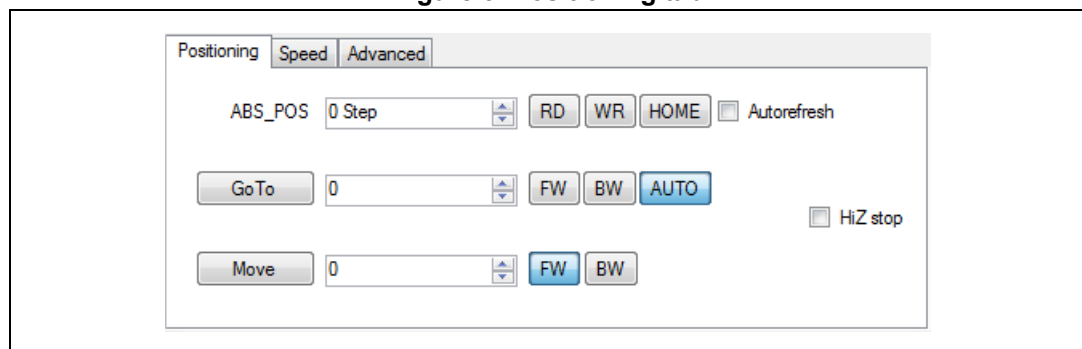 Positioning Speed Advanced
ABS_POS 0 Step RD WR HOME Autorefresh
GoTo 0 FW BW AUTO
HiZ stop
Move 0 FW BW